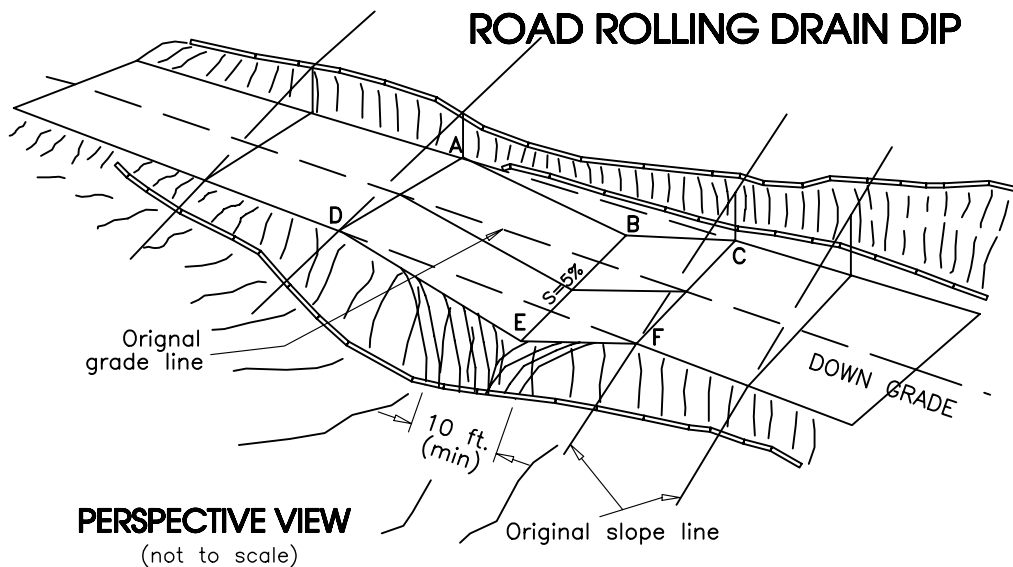 ROAD ROLLING DRAIN DIP
A
B
C
D
S=5%
E
F
Orignal
grade line
DOWN GRADE
10 ft.
(min)
PERSPECTIVE VIEW
(not to scale)
Original slope line